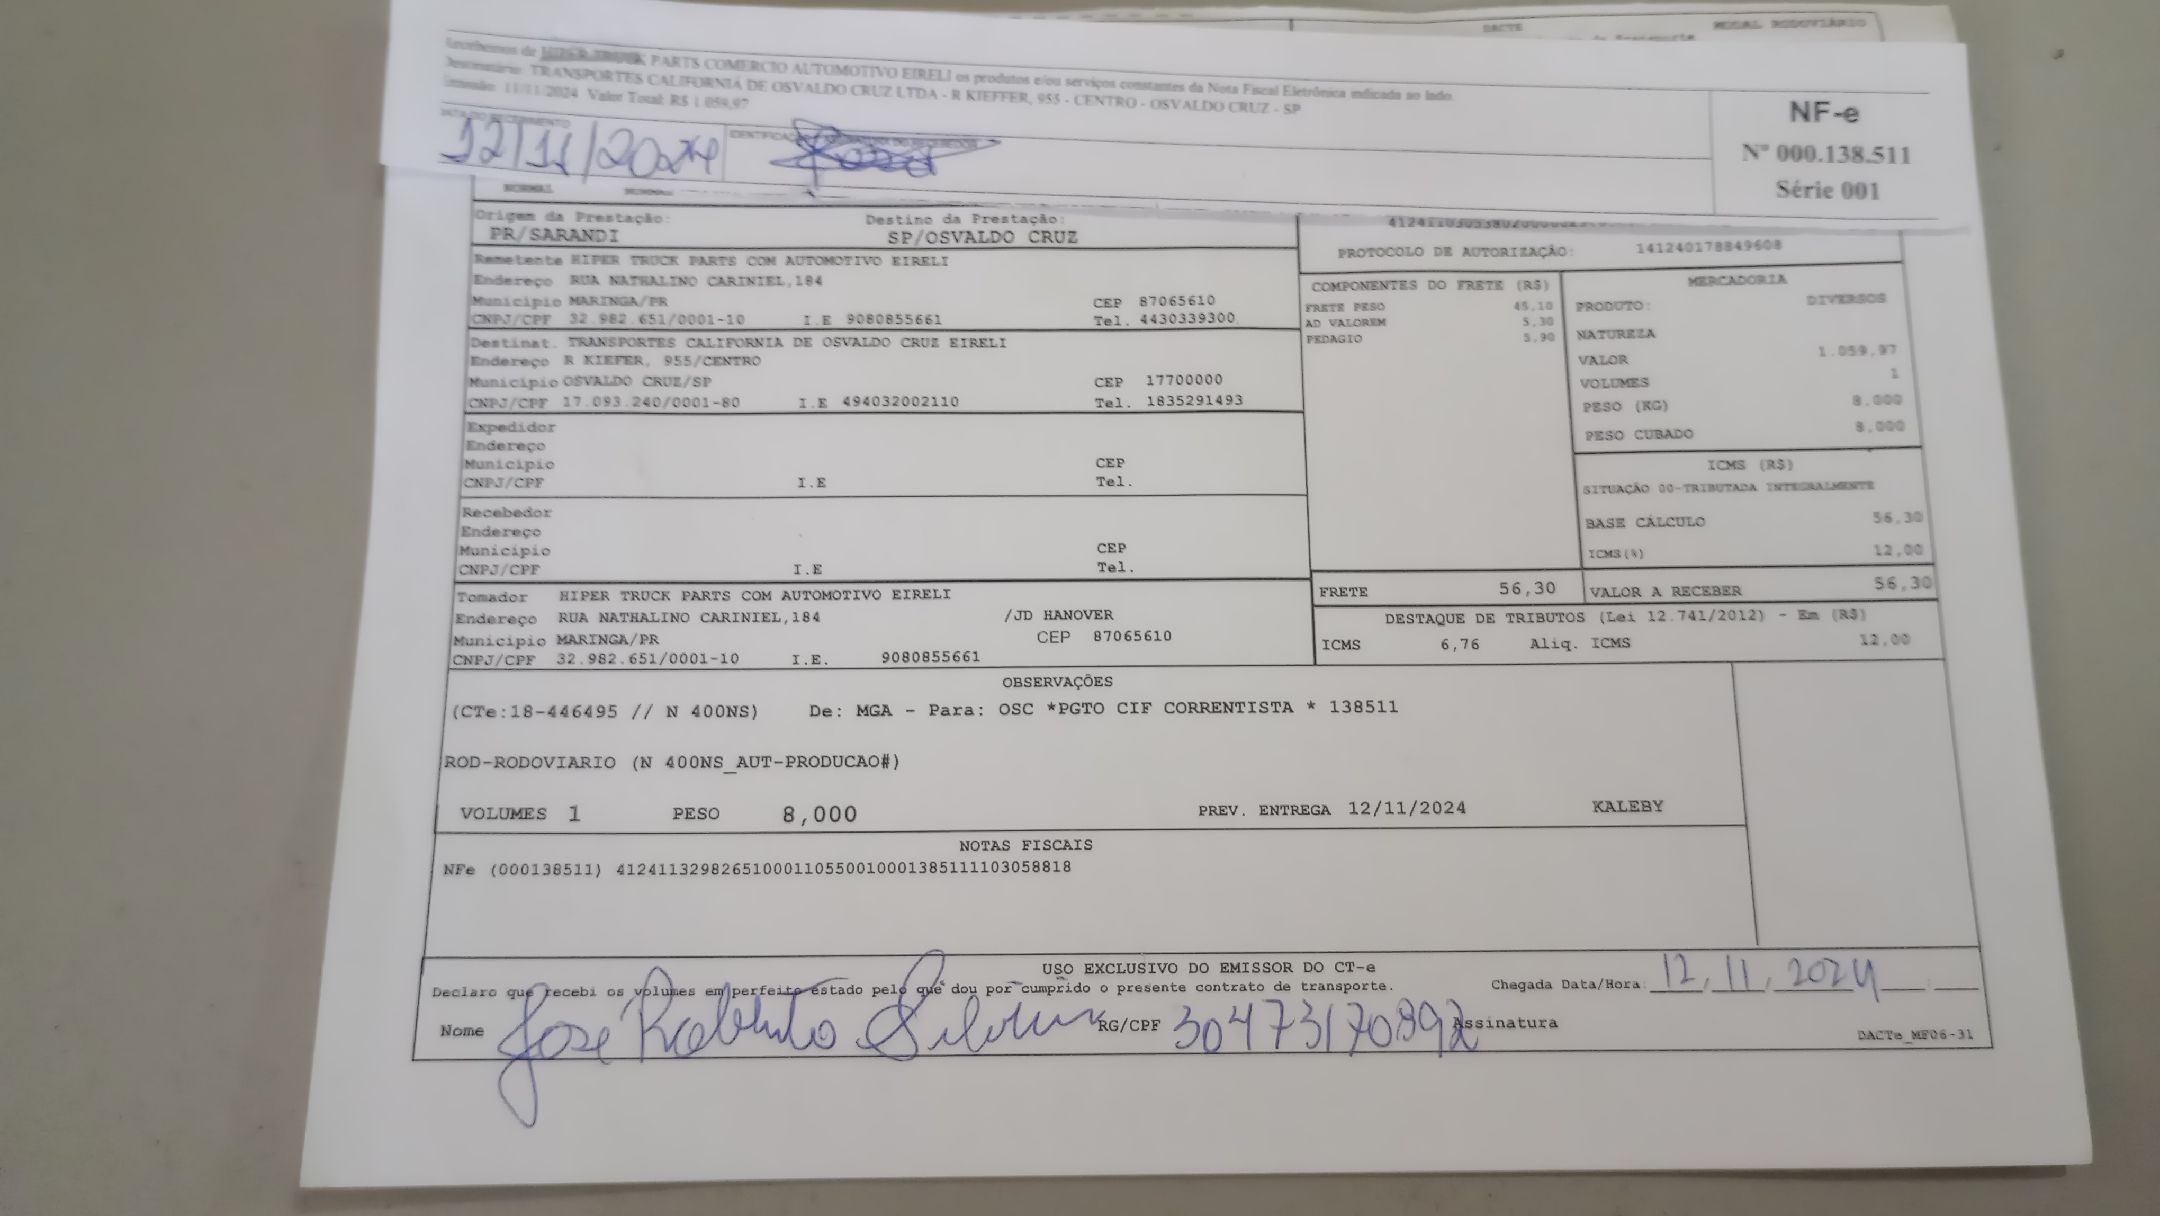 DACTE MODAL RODOVIÁRIO
Recebemos de HIPER TRUCK PARTS COMERCIO AUTOMOTIVO EIRELI os produtos e/ou serviços constantes da Nota Fiscal Eletrônica indicada ao lado.
Destinatário: TRANSPORTES CALIFORNIA DE OSVALDO CRUZ LTDA - R KIEFFER, 955 - CENTRO - OSVALDO CRUZ - SP
Emissão: 11/11/2024 Valor Total: R$ 1.059,97
DATA DO RECEBIMENTO
12/11/2024
NF-e
Nº 000.138.511
Série 001
NORMAL
Origem da Prestação: Destino da Prestação:
PR/SARANDI SP/OSVALDO CRUZ
PROTOCOLO DE AUTORIZAÇÃO: 141240178849608
Remetente HIPER TRUCK PARTS COM AUTOMOTIVO EIRELI
Endereço RUA NATHALINO CARINIEL,184
Município MARINGA/PR CEP 87065610
CNPJ/CPF 32.982.651/0001-10 I.E 9080855661 Tel. 4430339300
Destinat. TRANSPORTES CALIFORNIA DE OSVALDO CRUZ EIRELI
Endereço R KIEFER, 955/CENTRO
Município OSVALDO CRUZ/SP CEP 17700000
CNPJ/CPF 17.093.240/0001-80 I.E 494032002110 Tel. 1835291493
Expedidor
Endereço
Município CEP
CNPJ/CPF I.E Tel.
Recebedor
Endereço
Município CEP
CNPJ/CPF I.E Tel.
Tomador HIPER TRUCK PARTS COM AUTOMOTIVO EIRELI
Endereço RUA NATHALINO CARINIEL,184 /JD HANOVER
Município MARINGA/PR CEP 87065610
CNPJ/CPF 32.982.651/0001-10 I.E. 9080855661
COMPONENTES DO FRETE (R$)
FRETE PESO 45,10
AD VALOREM 5,30
PEDAGIO 5,90
MERCADORIA
PRODUTO: DIVERSOS
NATUREZA
VALOR 1.059,97
VOLUMES 1
PESO (KG) 8,000
PESO CUBADO 8,000
ICMS (R$)
SITUAÇÃO 00-TRIBUTADA INTEGRALMENTE
BASE CÁLCULO 56,30
ICMS(%) 12,00
FRETE 56,30 VALOR A RECEBER 56,30
DESTAQUE DE TRIBUTOS (Lei 12.741/2012) - Em (R$)
ICMS 6,76 Aliq. ICMS 12,00
OBSERVAÇÕES
(CTe:18-446495 // N 400NS) De: MGA - Para: OSC *PGTO CIF CORRENTISTA * 138511
ROD-RODOVIARIO (N 400NS_AUT-PRODUCAO#)
VOLUMES 1 PESO 8,000 PREV. ENTREGA 12/11/2024 KALEBY
NOTAS FISCAIS
NFe (000138511) 41241132982651000110550010001385111103058818
USO EXCLUSIVO DO EMISSOR DO CT-e
Declaro que recebi os volumes em perfeito estado pelo que dou por cumprido o presente contrato de transporte. Chegada Data/Hora: 12/11/2024
Nome Jose Roberto RG/CPF 30473170892 Assinatura
DACTe_MF06-31